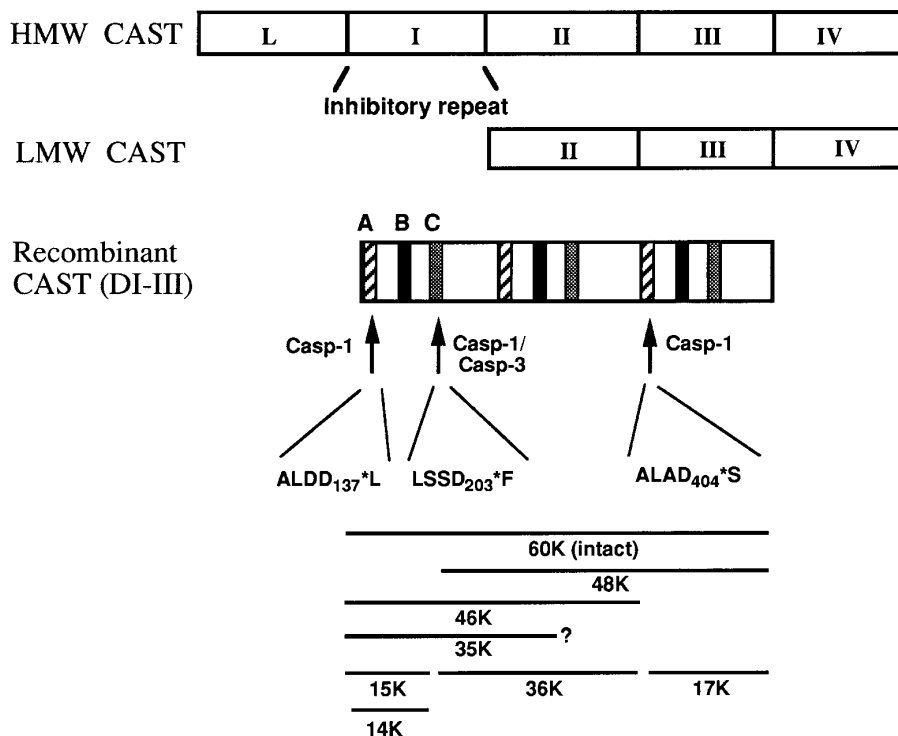 HMW CAST L I II III IV
Inhibitory repeat
LMW CAST II III IV
A B C
Recombinant
CAST (DI-III)
Casp-1 Casp-1/
Casp-3 Casp-1
ALDD137*L LSSD203*F ALAD404*S
60K (intact)
48K
46K
?
35K
15K 36K 17K
14K